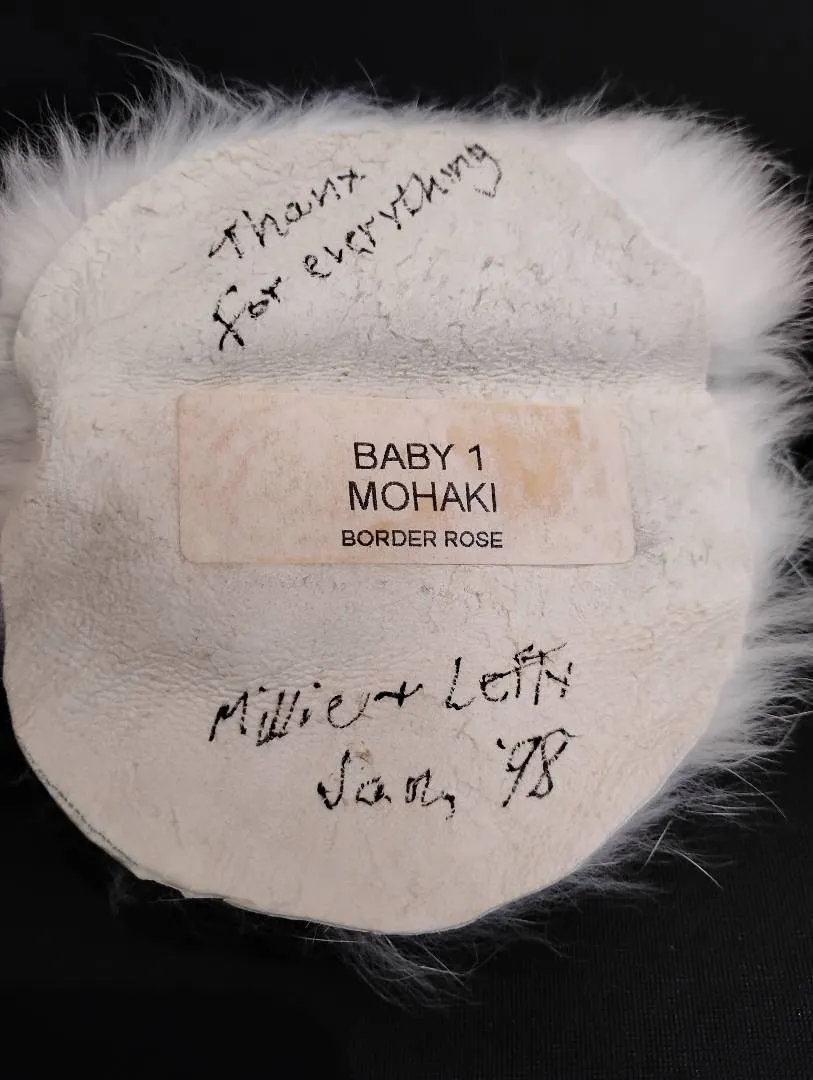 Thanx
for everything
BABY 1
MOHAKI
BORDER ROSE
Millie + Lefty
Jan, '98